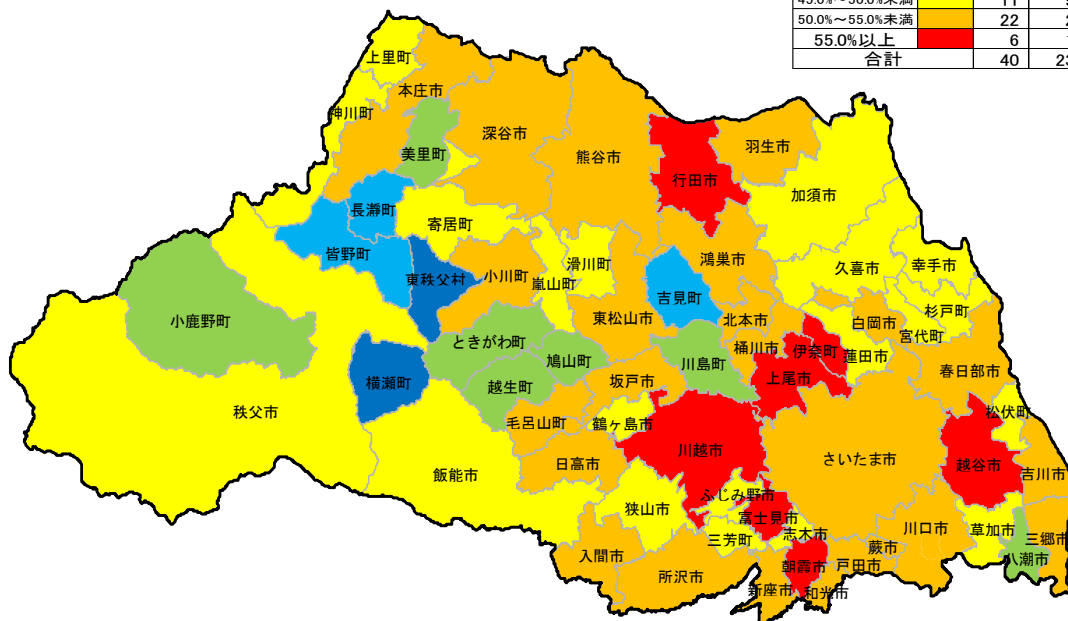 50.0%～55.0%未満 22
55.0%以上 6
合計 40
上里町
本庄市
神川町
深谷市
美里町
熊谷市
羽生市
行田市
加須市
長瀞町
寄居町
皆野町
鴻巣市
久喜市
幸手市
東秩父村
小川町
嵐山町
滑川町
吉見町
杉戸町
小鹿野町
東松山市
北本市
白岡市
宮代町
ときがわ町
桶川市
伊奈町
蓮田市
鳩山町
川島町
春日部市
横瀬町
越生町
坂戸市
上尾市
秩父市
毛呂山町
鶴ヶ島市
松伏町
川越市
さいたま市
越谷市
吉川市
飯能市
日高市
ふじみ野市
狭山市
富士見市
志木市
川口市
草加市
三芳町
三郷市
入間市
蕨市
八潮市
所沢市
朝霞市
戸田市
新座市
和光市